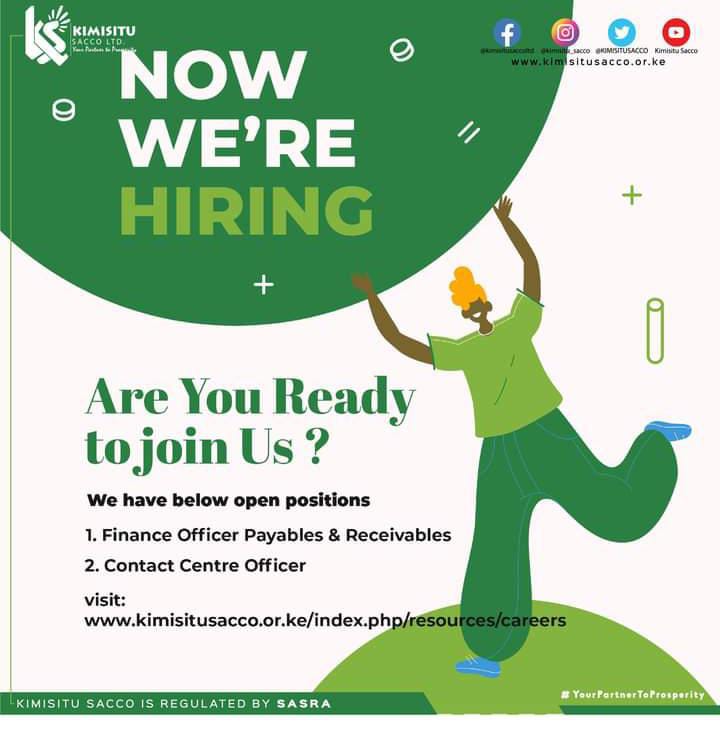 KIMISITU
SACCO LTD.
Your Partner to Prosperity
@kimisitusaccoltd @kimisitu_sacco @KIMISITUSACCO Kimisitu Sacco
www.kimisitusacco.or.ke
NOW
WE'RE
HIRING
Are You Ready
to join Us ?
We have below open positions
1. Finance Officer Payables & Receivables
2. Contact Centre Officer
visit:
www.kimisitusacco.or.ke/index.php/resources/careers
#YourPartnerToProsperity
KIMISITU SACCO IS REGULATED BY SASRA